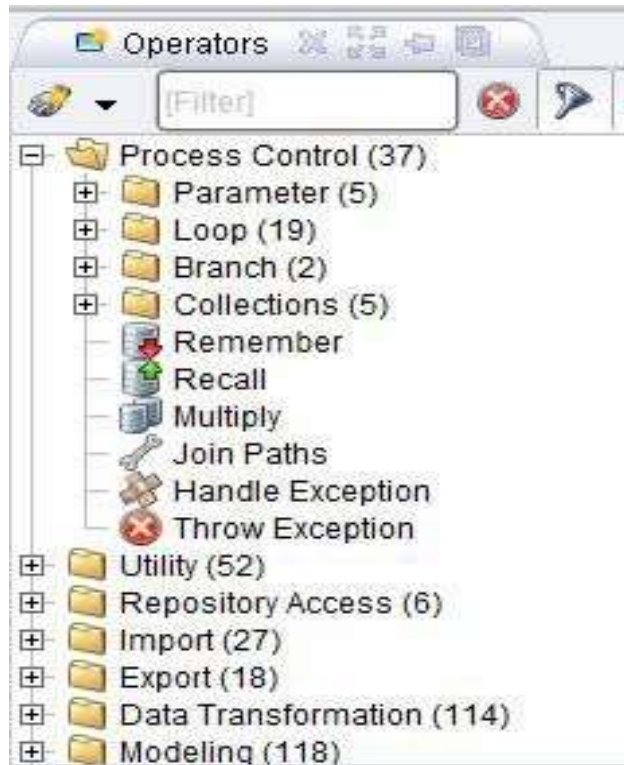 Operators
[Filter]
Process Control (37)
Parameter (5)
Loop (19)
Branch (2)
Collections (5)
Remember
Recall
Multiply
Join Paths
Handle Exception
Throw Exception
Utility (52)
Repository Access (6)
Import (27)
Export (18)
Data Transformation (114)
Modeling (118)